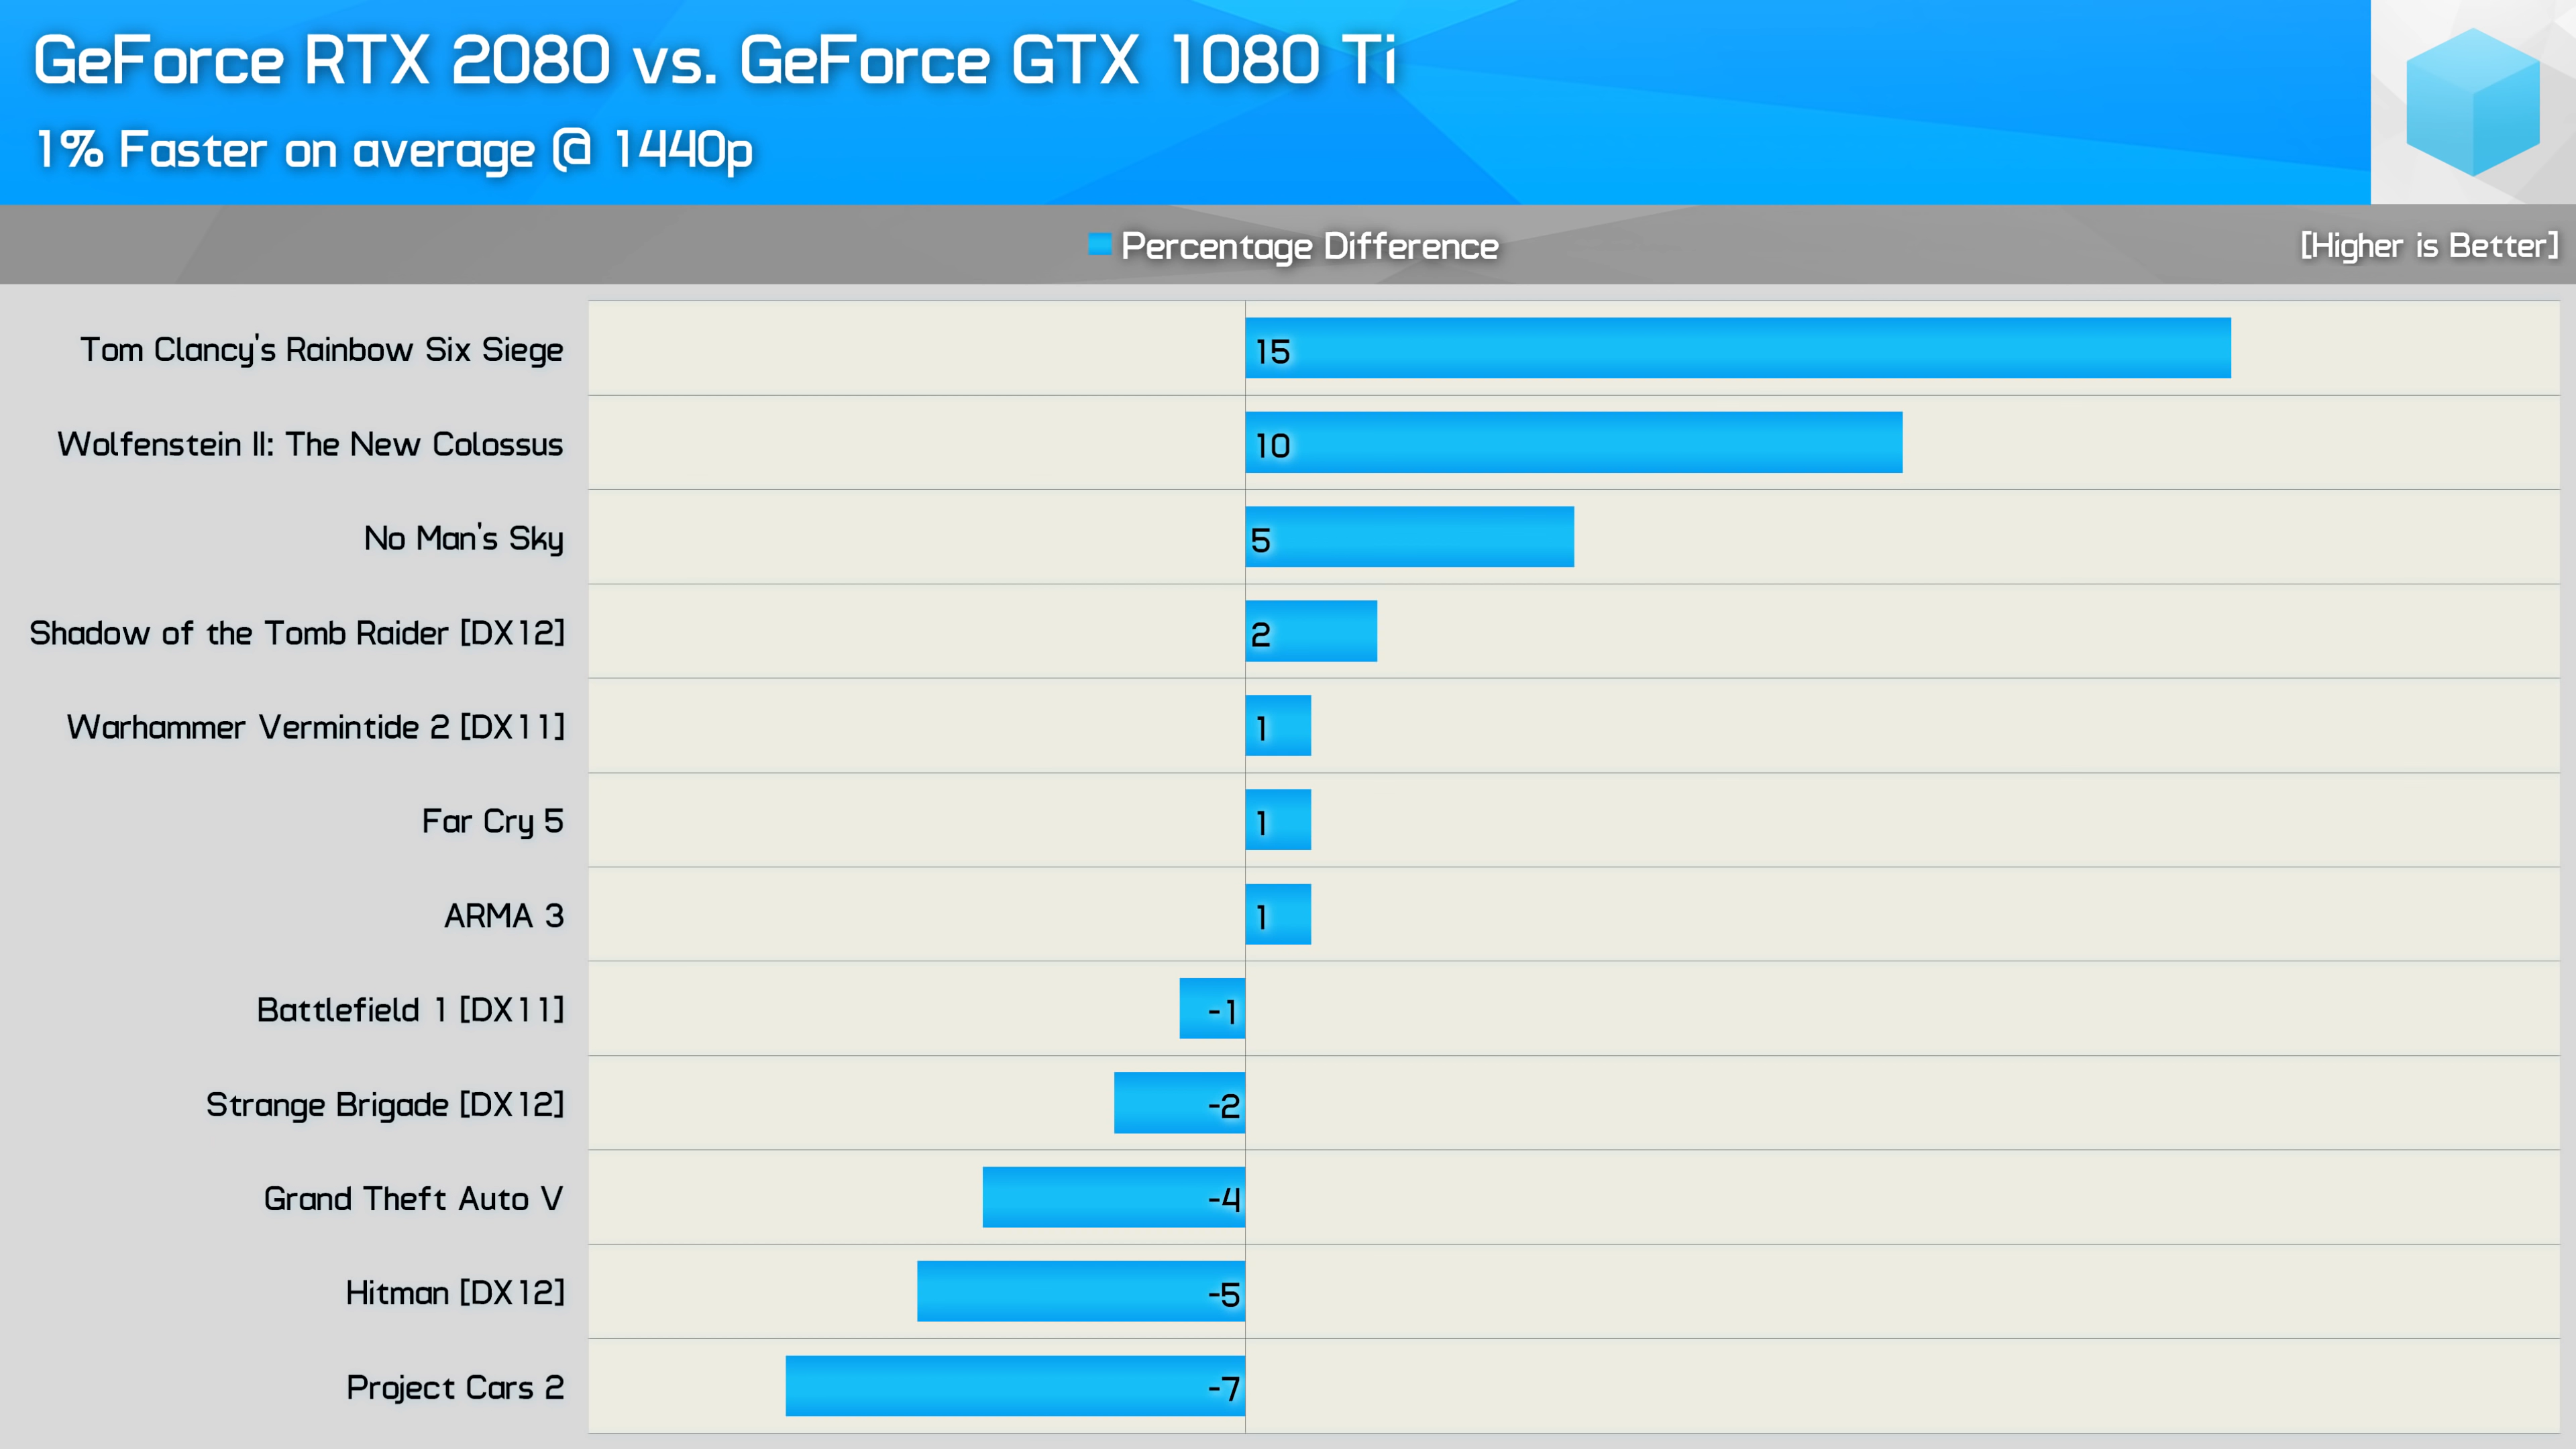 GeForce RTX 2080 vs. GeForce GTX 1080 Ti
1% Faster on average @ 1440p
Percentage Difference
[Higher is Better]
Tom Clancy's Rainbow Six Siege 15
Wolfenstein II: The New Colossus 10
No Man's Sky 5
Shadow of the Tomb Raider [DX12] 2
Warhammer Vermintide 2 [DX11] 1
Far Cry 5 1
ARMA 3 1
Battlefield 1 [DX11] -1
Strange Brigade [DX12] -2
Grand Theft Auto V -4
Hitman [DX12] -5
Project Cars 2 -7